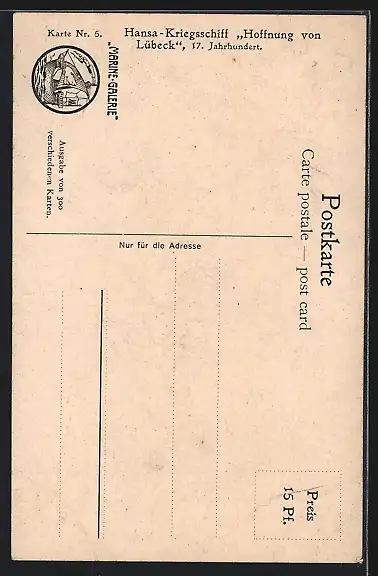 Karte Nr. 5.
Hansa-Kriegsschiff „Hoffnung von
Lübeck“, 17. Jahrhundert.
„MARINE-GALERIE“
Ausgabe von 300
verschiedenen Karten.
Postkarte
Carte postale — post card
Nur für die Adresse
Preis
15 Pf.